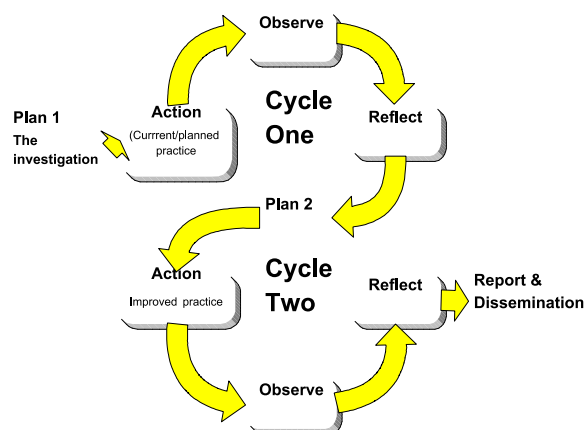 Observe
Plan 1
The
investigation
Action
(Currrent/planned
practice
Cycle
One
Reflect
Plan 2
Action
Improved practice
Cycle
Two
Reflect
Report &
Dissemination
Observe